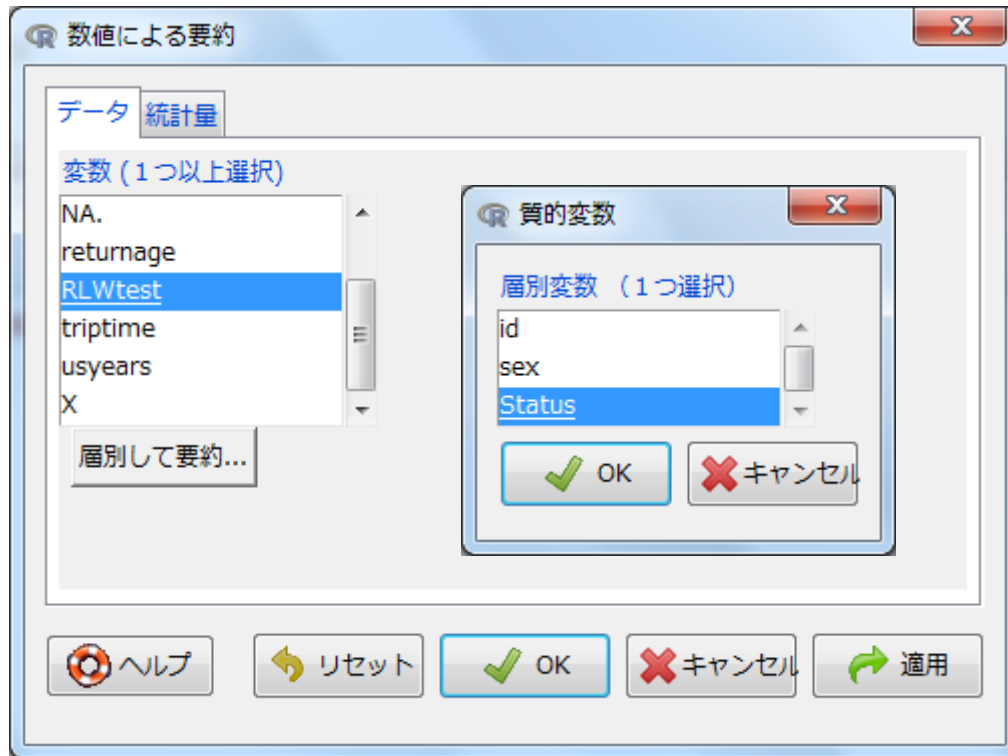 数値による要約
データ
統計量
変数 (１つ以上選択)
NA.
returnage
RLWtest
triptime
usyears
X
層別して要約...
質的変数
層別変数 （１つ選択）
id
sex
Status
OK
キャンセル
ヘルプ
リセット
OK
キャンセル
適用